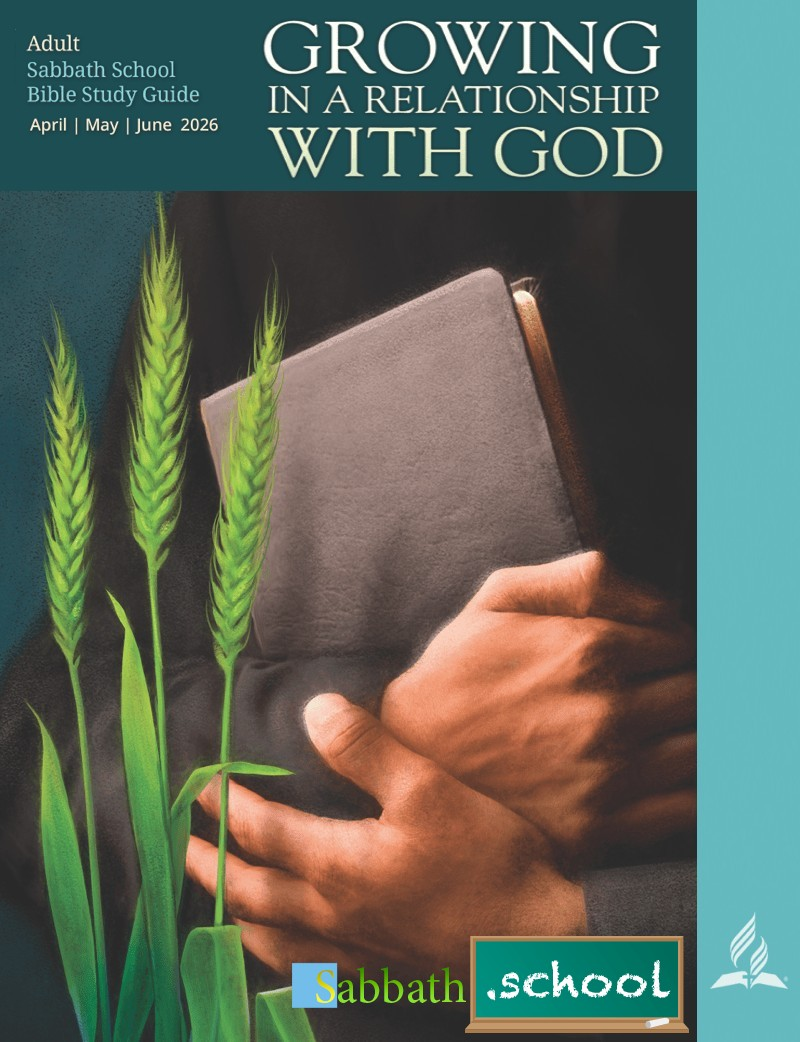 Adult
Sabbath School
Bible Study Guide
April | May | June 2026
GROWING
IN A RELATIONSHIP
WITH GOD
Sabbath .school